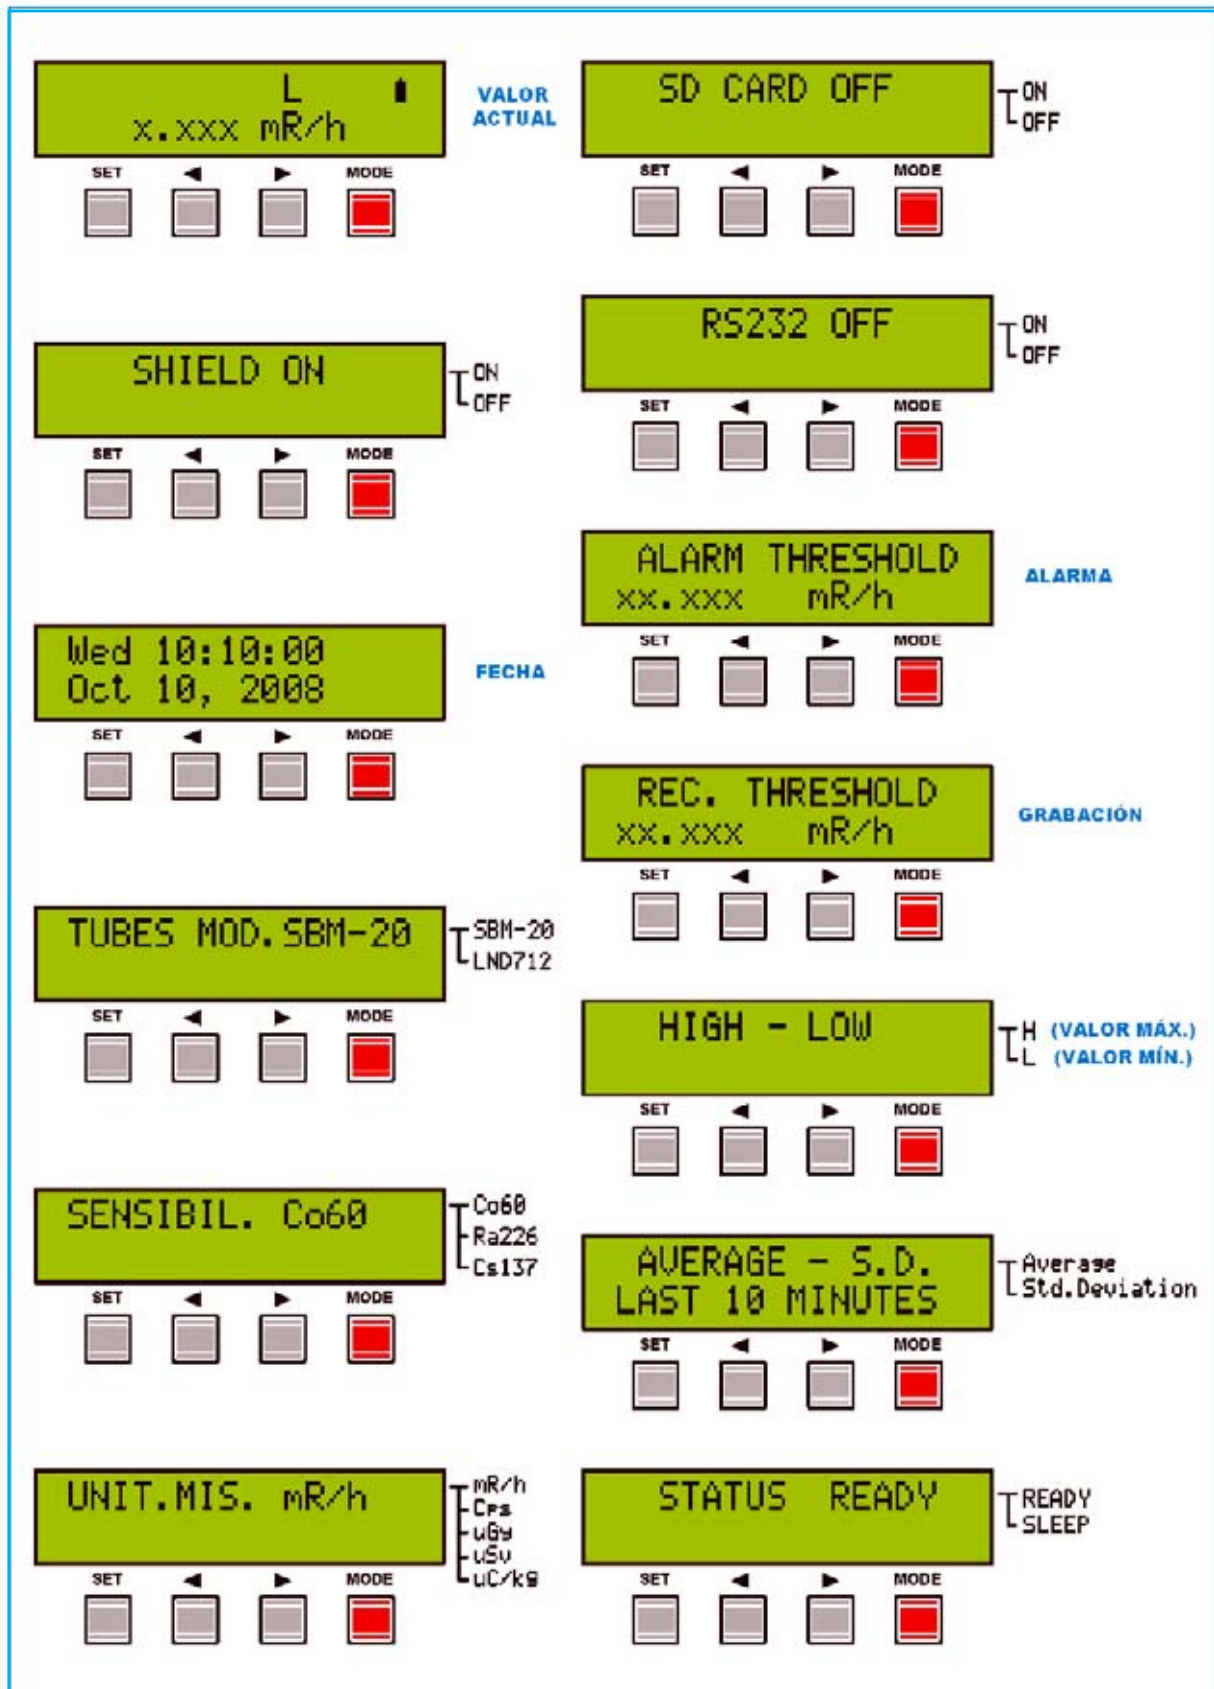 L
x.xxx mR/h
VALOR
ACTUAL
SET ◄ ► MODE
SHIELD ON
ON
OFF
SET ◄ ► MODE
Wed 10:10:00
Oct 10, 2008
FECHA
SET ◄ ► MODE
TUBES MOD.SBM-20
SBM-20
LND712
SET ◄ ► MODE
SENSIBIL. Co60
Co60
Ra226
Cs137
SET ◄ ► MODE
UNIT.MIS. mR/h
mR/h
Cps
uGy
uSv
uC/kg
SET ◄ ► MODE
SD CARD OFF
ON
OFF
SET ◄ ► MODE
RS232 OFF
ON
OFF
SET ◄ ► MODE
ALARM THRESHOLD
xx.xxx mR/h
ALARMA
SET ◄ ► MODE
REC. THRESHOLD
xx.xxx mR/h
GRABACIÓN
SET ◄ ► MODE
HIGH - LOW
H (VALOR MÁX.)
L (VALOR MÍN.)
SET ◄ ► MODE
AVERAGE - S.D.
LAST 10 MINUTES
Average
Std.Deviation
SET ◄ ► MODE
STATUS READY
READY
SLEEP
SET ◄ ► MODE